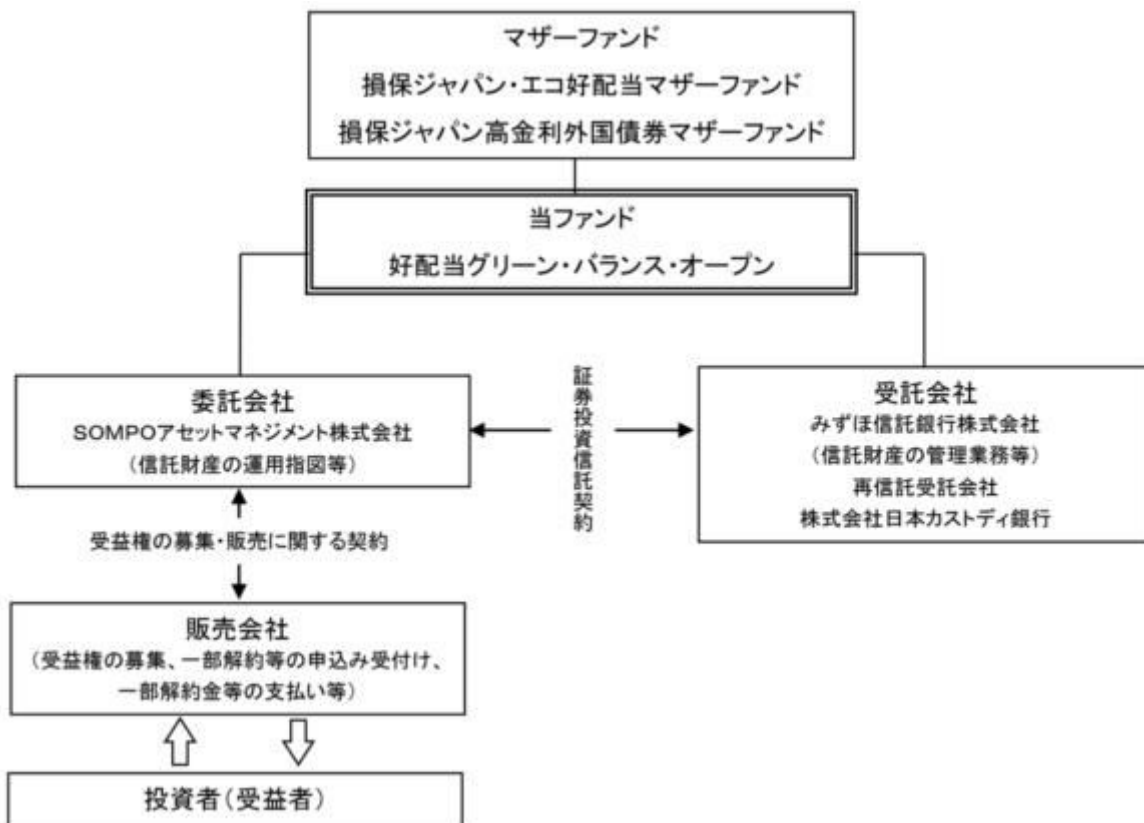 マザーファンド
損保ジャパン・エコ好配当マザーファンド
損保ジャパン高金利外国債券マザーファンド
当ファンド
好配当グリーン・バランス・オープン
委託会社
SOMPOアセットマネジメント株式会社
（信託財産の運用指図等）
証券投資信託契約
受託会社
みずほ信託銀行株式会社
（信託財産の管理業務等）
再信託受託会社
株式会社日本カストディ銀行
受益権の募集・販売に関する契約
販売会社
（受益権の募集、一部解約等の申込み受付け、
一部解約金等の支払い等）
投資者（受益者）